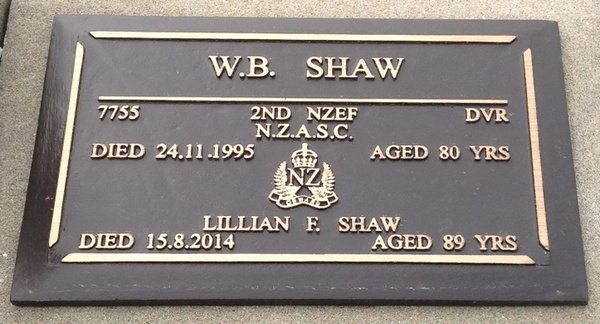 W.B. SHAW
7755 2ND NZEF DVR
N.Z.A.S.C.
DIED 24.11.1995 AGED 80 YRS
NZ
ONWARD
LILLIAN F. SHAW
DIED 15.8.2014 AGED 89 YRS